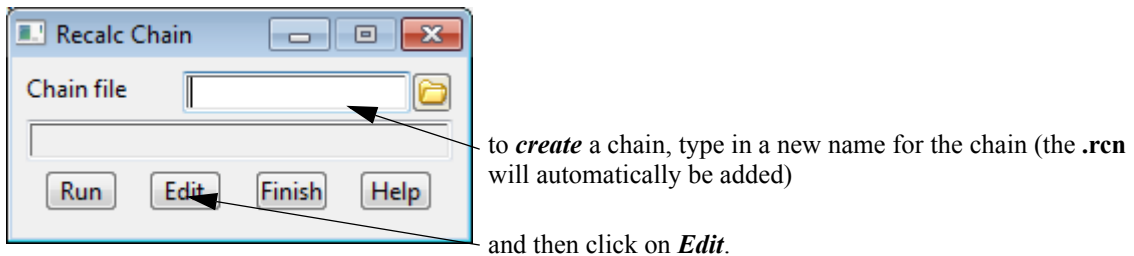 Recalc Chain
Chain file
to create a chain, type in a new name for the chain (the .rcn
will automatically be added)
Run Edit Finish Help
and then click on Edit.